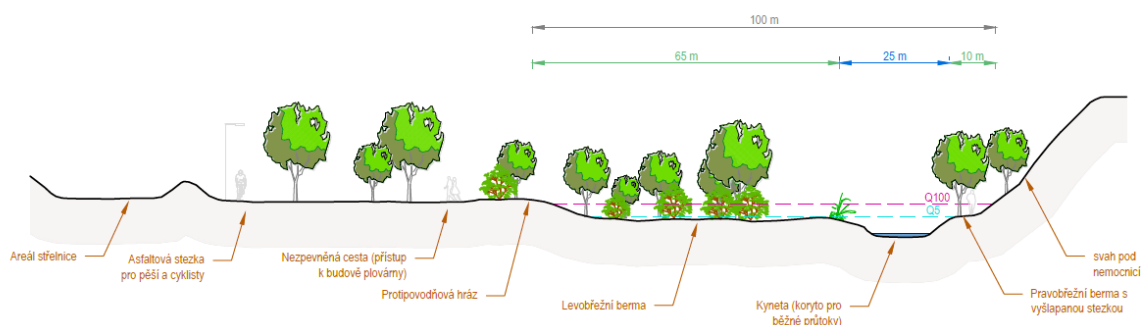 100 m
65 m
25 m
10 m
Q100
Q5
Areál střelnice
Asfaltová stezka
pro pěší a cyklisty
Nezpevněná cesta (přístup
k budově plovárny)
Protipovodňová hráz
Levobřežní berma
Kyneta (koryto pro
běžné průtoky)
Pravobřežní berma s
vyšlapanou stezkou
svah pod
nemocnicí